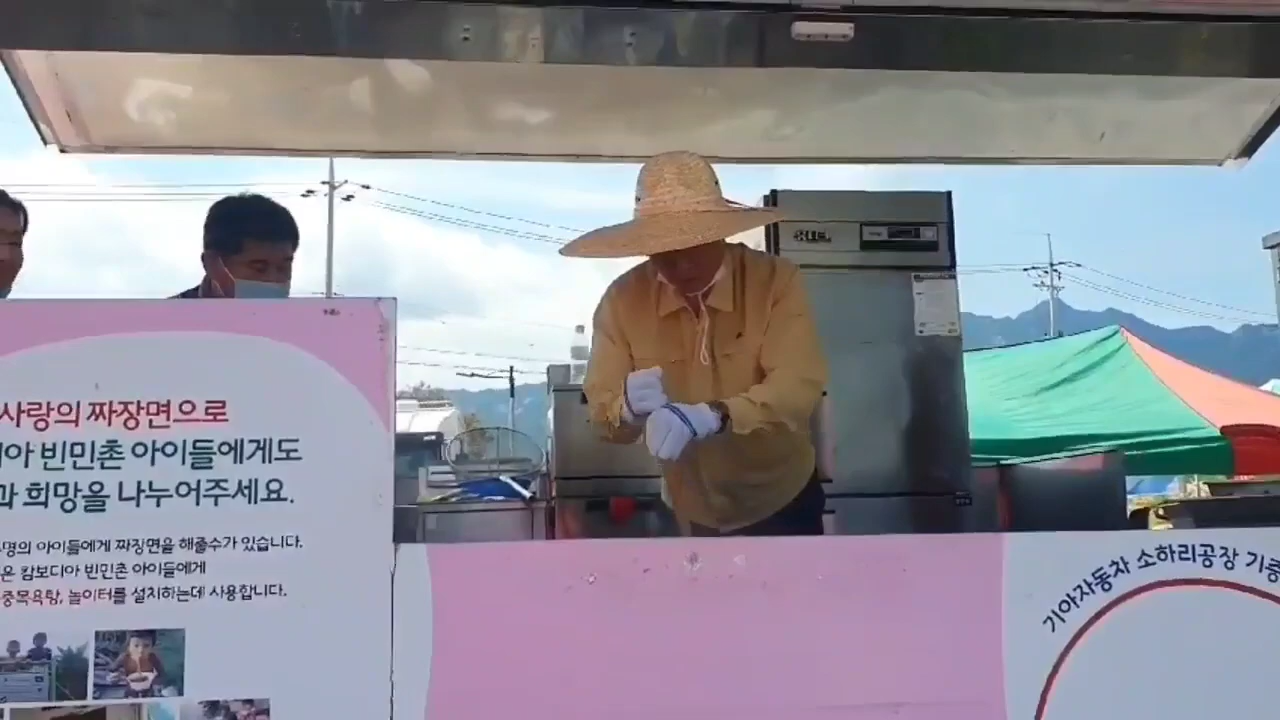 사랑의 짜장면으로
아 빈민촌 아이들에게도
과 희망을 나누어주세요.
명의 아이들에게 짜장면을 해줄수가 있습니다.
은 캄보디아 빈민촌 아이들에게
중목욕탕, 놀이터를 설치하는데 사용합니다.
기아자동차 소하리공장 기증